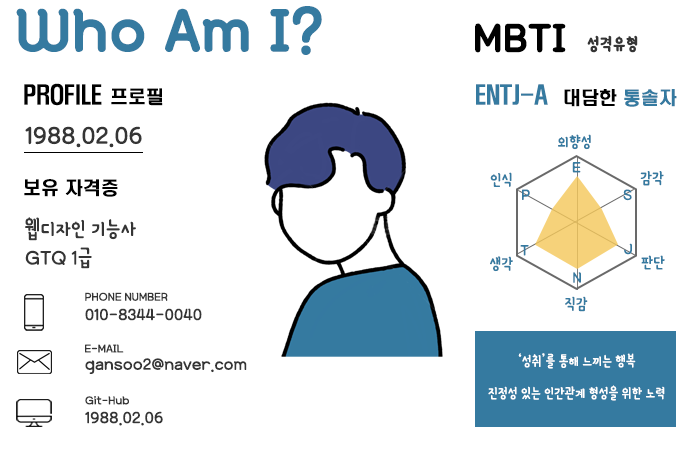 Who Am I?
PROFILE 프로필
1988.02.06
보유 자격증
웹디자인 기능사
GTQ 1급
PHONE NUMBER
010-8344-0040
E-MAIL
gansoo2@naver.com
Git-Hub
1988.02.06
MBTI 성격유형
ENTJ-A 대담한 통솔자
외향성
E
인식
P
감각
S
T
생각
J
판단
N
직감
'성취'를 통해 느끼는 행복
진정성 있는 인간관계 형성을 위한 노력